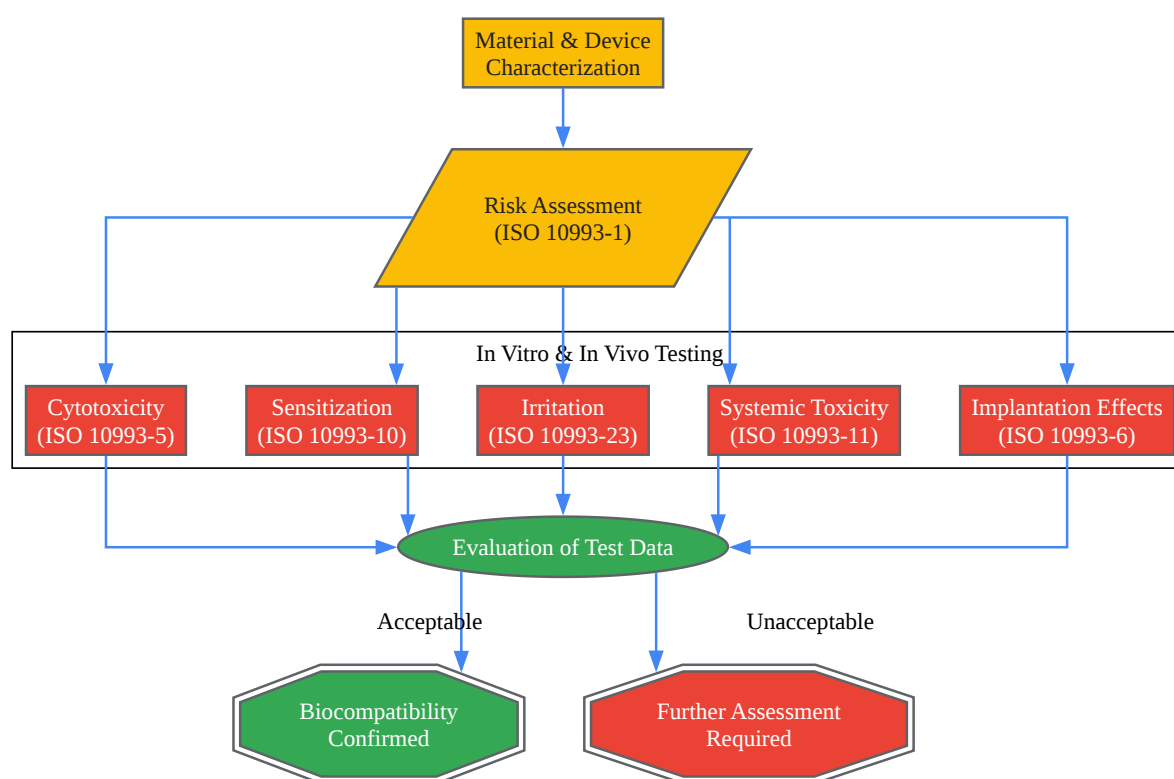 Material & Device
Characterization
Risk Assessment
(ISO 10993-1)
In Vitro & In Vivo Testing
Cytotoxicity
(ISO 10993-5)
Sensitization
(ISO 10993-10)
Irritation
(ISO 10993-23)
Systemic Toxicity
(ISO 10993-11)
Implantation Effects
(ISO 10993-6)
Evaluation of Test Data
Acceptable
Unacceptable
Biocompatibility
Confirmed
Further Assessment
Required